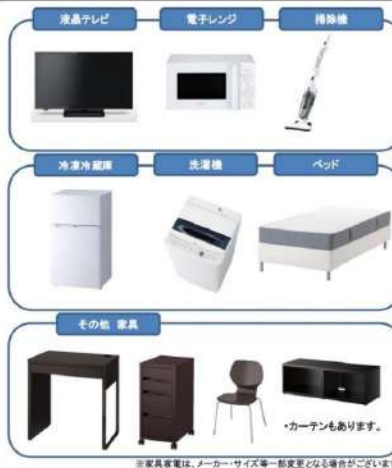 液晶テレビ
電子レンジ
掃除機
冷凍冷蔵庫
洗濯機
ベッド
その他 家具
・カーテンもあります。
※家具家電は、メーカー・サイズ等一部変更となる場合がございま